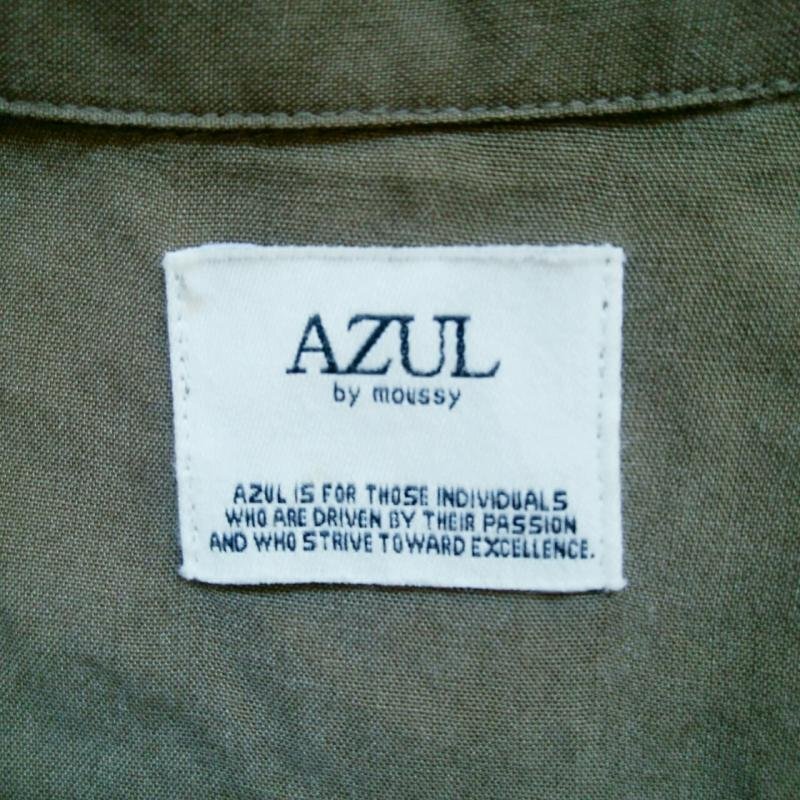 AZUL
by moussy
AZUL IS FOR THOSE INDIVIDUALS
WHO ARE DRIVEN BY THEIR PASSION
AND WHO STRIVE TOWARD EXCELLENCE.